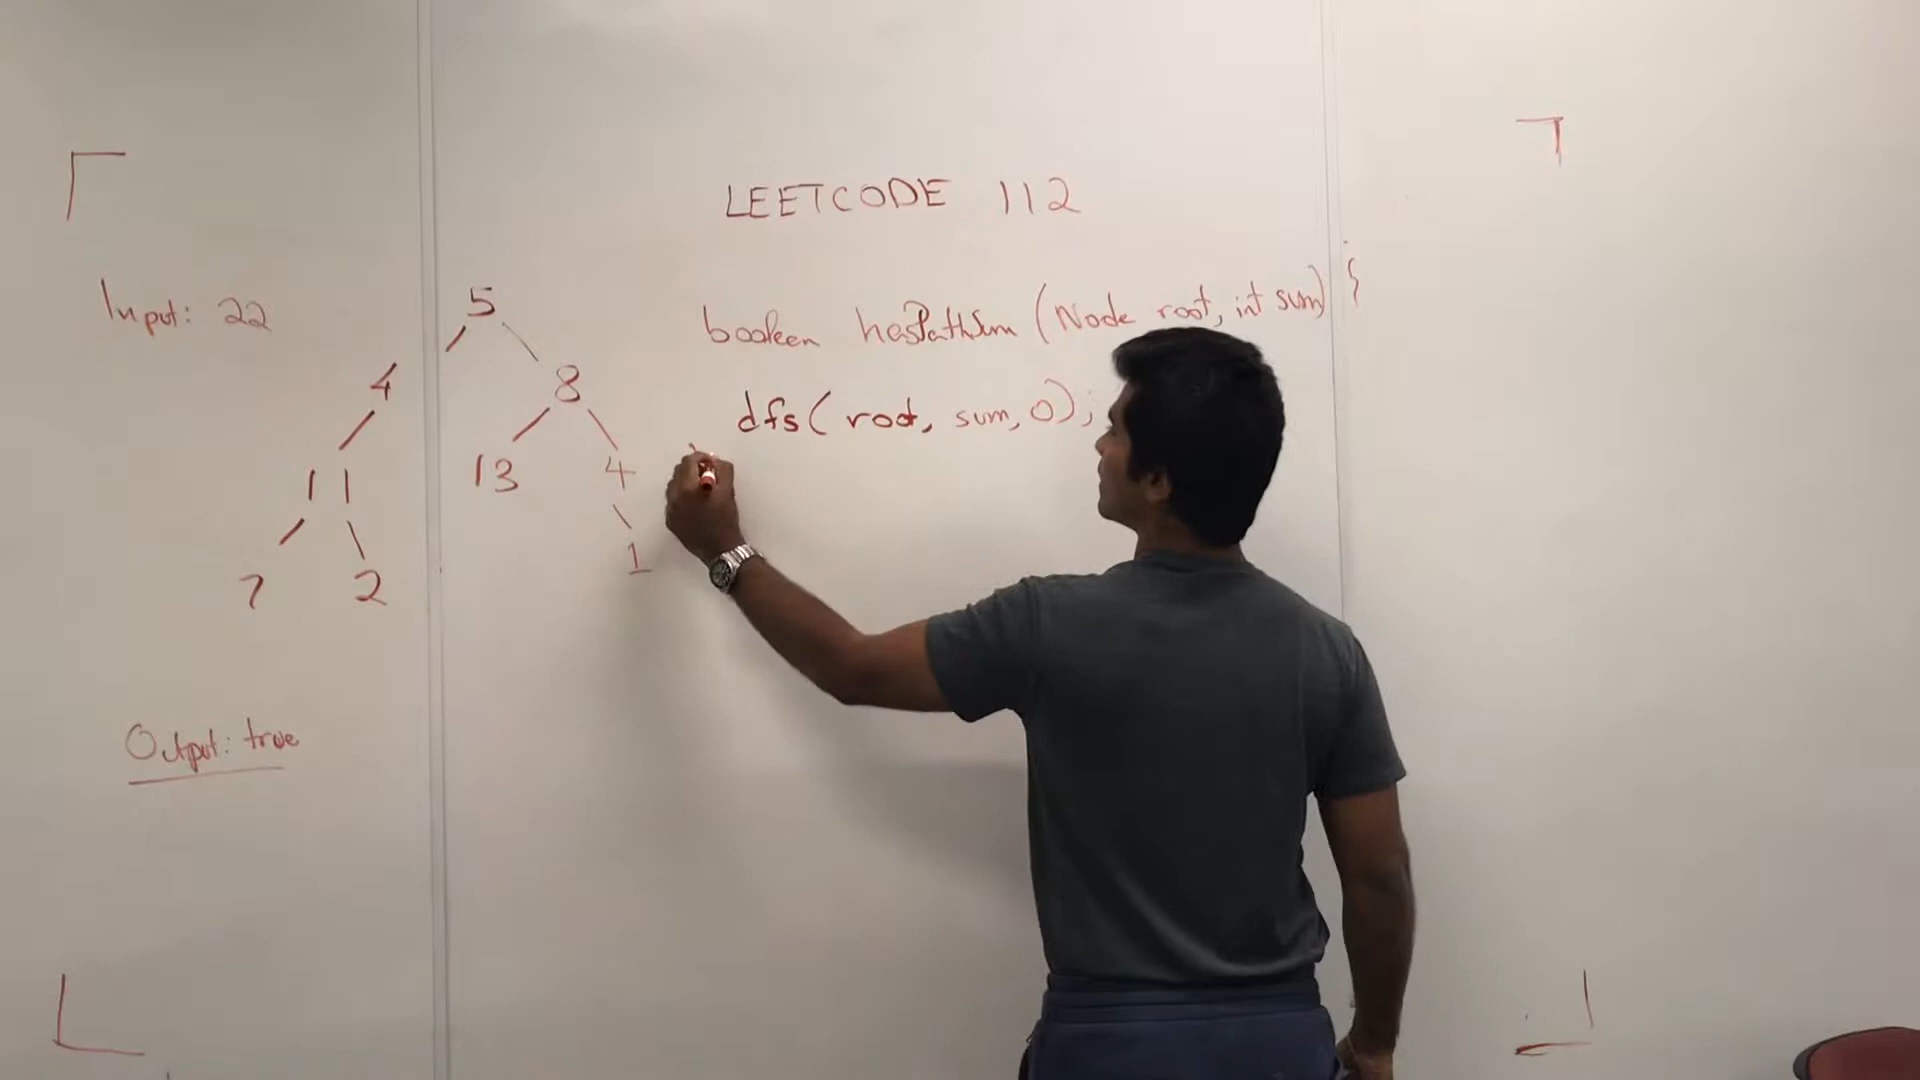 LEETCODE 112
Input: 22
boolean hasPathSum (Node root, int sum) {
dfs( root, sum, 0);
5
4 8
11 13 4
7 2 1
Output: true